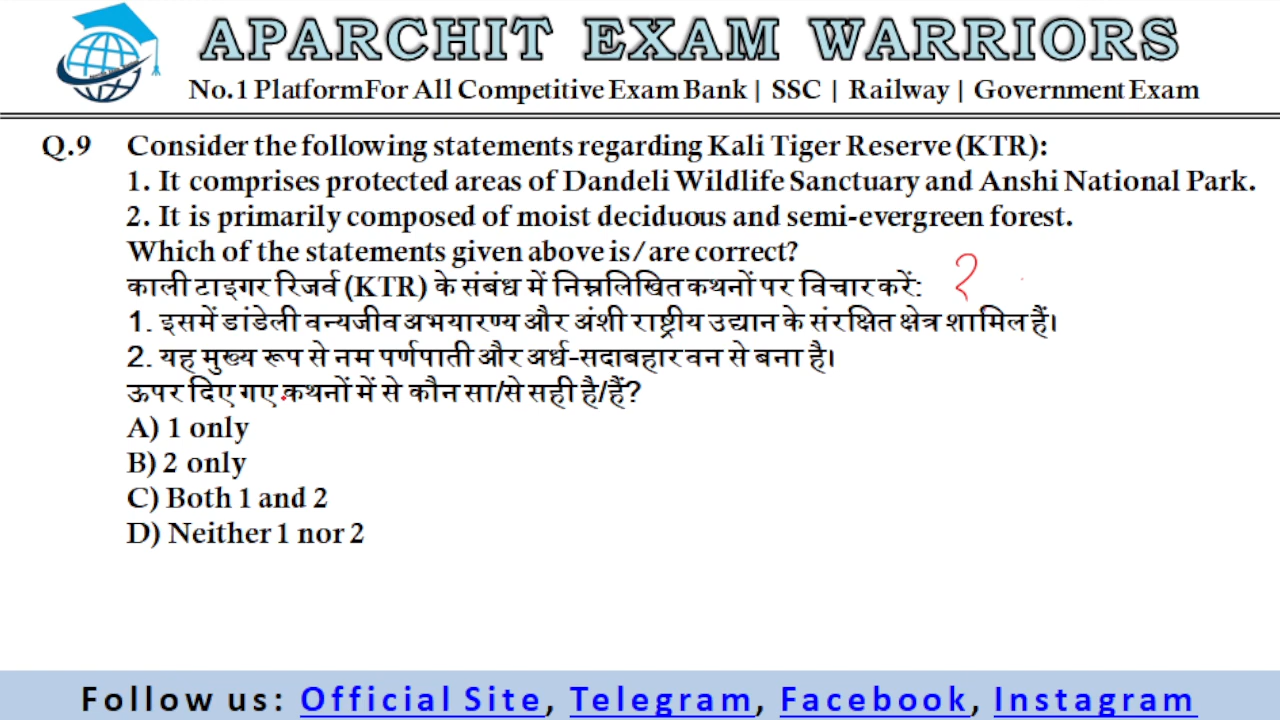 APARCHIT EXAM WARRIORS
No.1 PlatformFor All Competitive Exam Bank | SSC | Railway | Government Exam
Q.9 Consider the following statements regarding Kali Tiger Reserve (KTR):
1. It comprises protected areas of Dandeli Wildlife Sanctuary and Anshi National Park.
2. It is primarily composed of moist deciduous and semi-evergreen forest.
Which of the statements given above is/are correct?
काली टाइगर रिजर्व (KTR) के संबंध में निम्नलिखित कथनों पर विचार करें:
1. इसमें डांडेली वन्यजीव अभयारण्य और अंशी राष्ट्रीय उद्यान के संरक्षित क्षेत्र शामिल हैं।
2. यह मुख्य रूप से नम पर्णपाती और अर्ध-सदाबहार वन से बना है।
ऊपर दिए गए कथनों में से कौन सा/से सही है/हैं?
A) 1 only
B) 2 only
C) Both 1 and 2
D) Neither 1 nor 2
Follow us: Official Site, Telegram, Facebook, Instagram